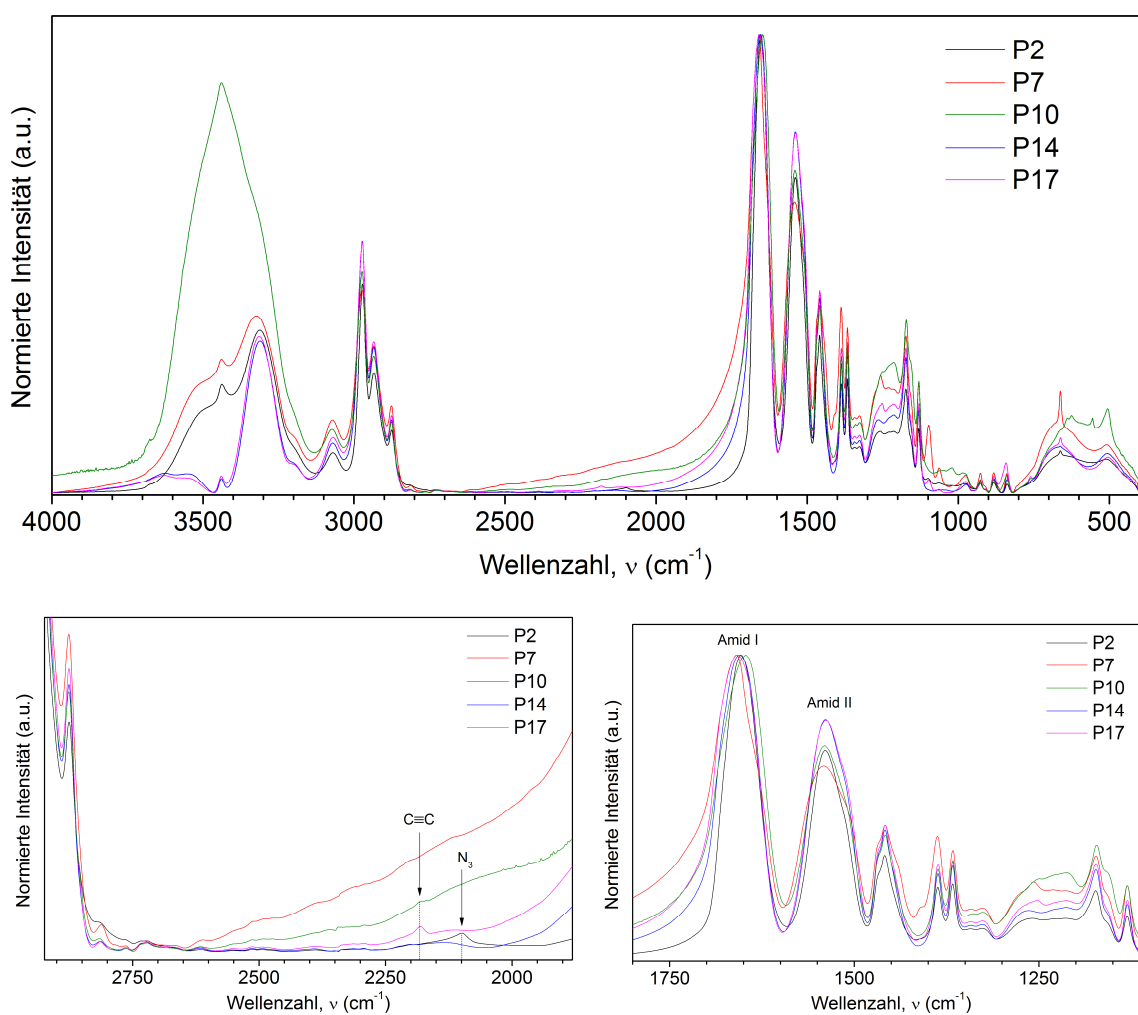 Normierte Intensität (a.u.)
P2
P7
P10
P14
P17
4000 3500 3000 2500 2000 1500 1000 500
Wellenzahl, ν (cm⁻¹)
Normierte Intensität (a.u.)
P2
P7
P10
P14
P17
C≡C
N₃
2750 2500 2250 2000
Wellenzahl, ν (cm⁻¹)
Normierte Intensität (a.u.)
Amid I
Amid II
P2
P7
P10
P14
P17
1750 1500 1250
Wellenzahl, ν (cm⁻¹)